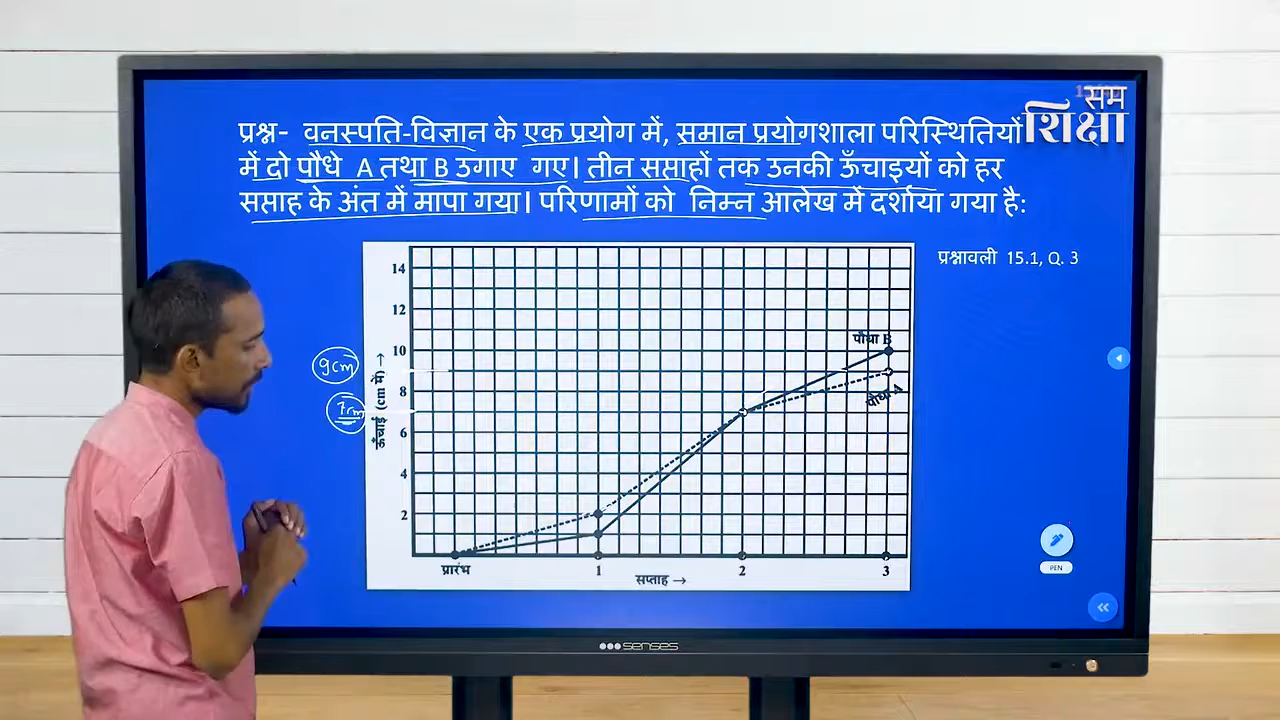 सम
शिक्षा
प्रश्न- वनस्पति-विज्ञान के एक प्रयोग में, समान प्रयोगशाला परिस्थितियों
में दो पौधे A तथा B उगाए गए। तीन सप्ताहों तक उनकी ऊँचाइयों को हर
सप्ताह के अंत में मापा गया। परिणामों को निम्न आलेख में दर्शाया गया है:
प्रश्नावली 15.1, Q. 3
14
12
10
8
6
4
2
ऊँचाई (cm में) →
9cm
7cm
पौधा B
पौधा A
प्रारंभ
1
2
3
सप्ताह →
PEN
senses